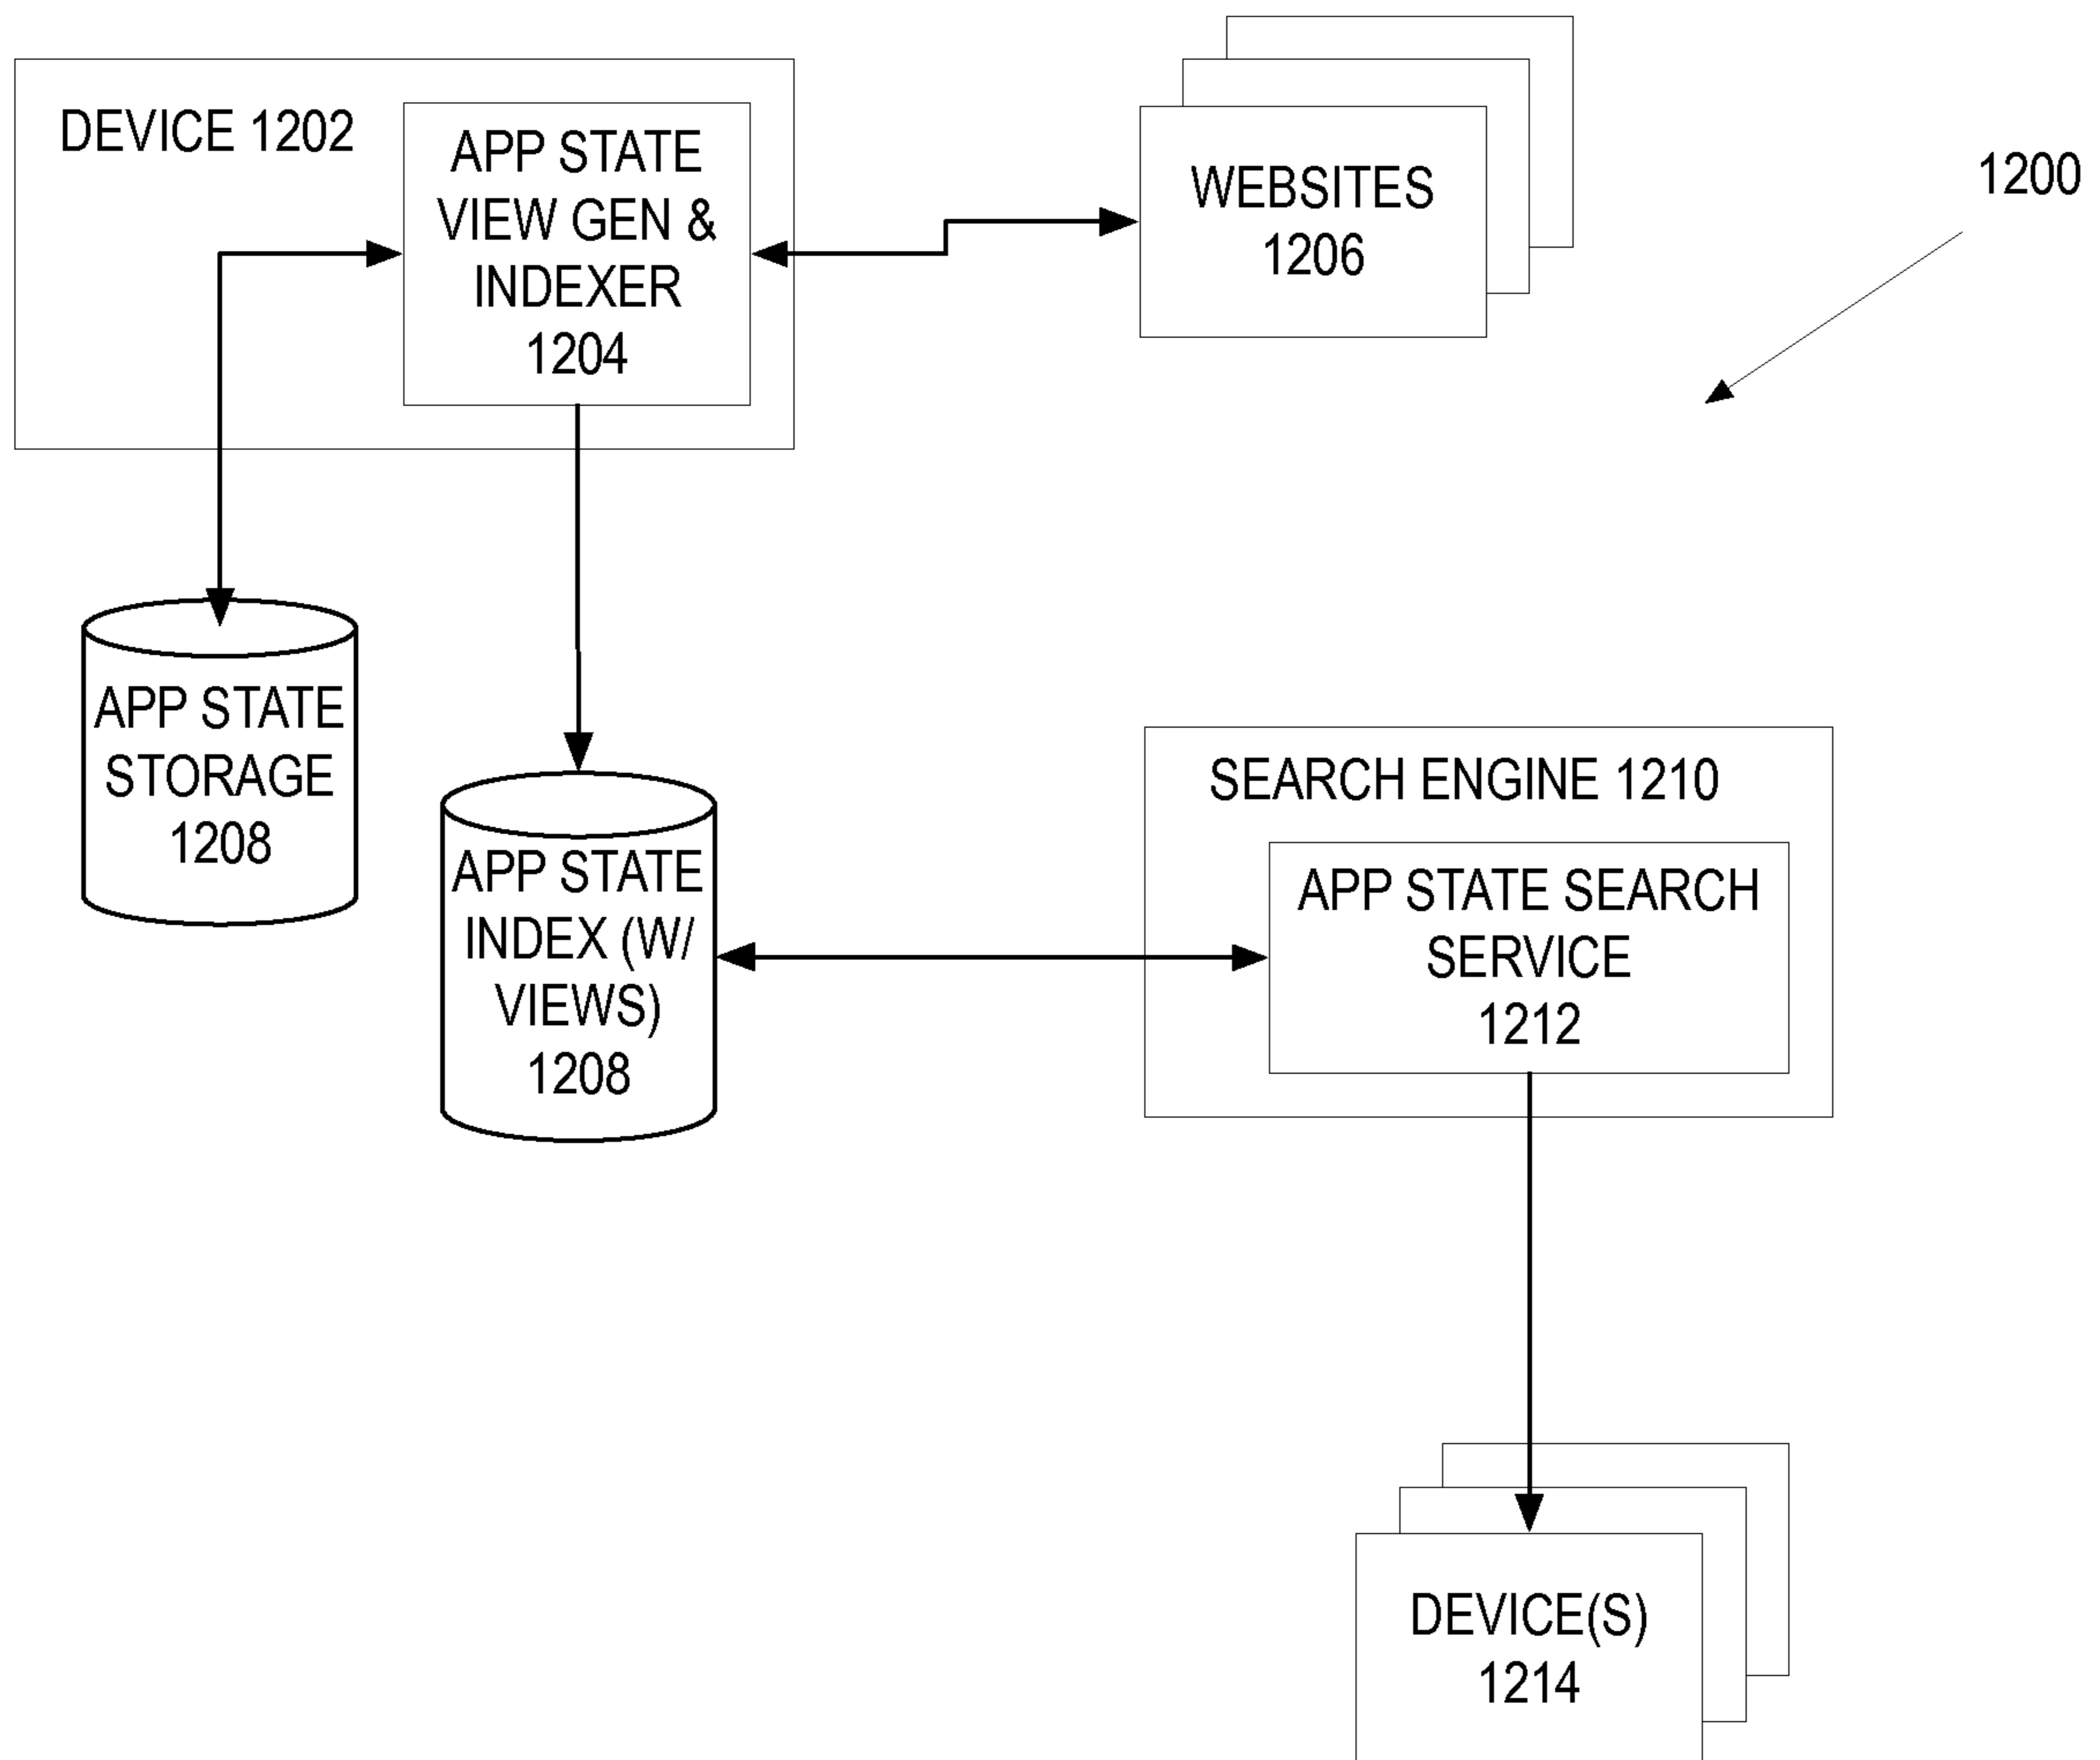 DEVICE 1202
APP STATE
VIEW GEN &
INDEXER
1204
WEBSITES
1206
1200
APP STATE
STORAGE
1208
APP STATE
INDEX (W/
VIEWS)
1208
SEARCH ENGINE 1210
APP STATE SEARCH
SERVICE
1212
DEVICE(S)
1214